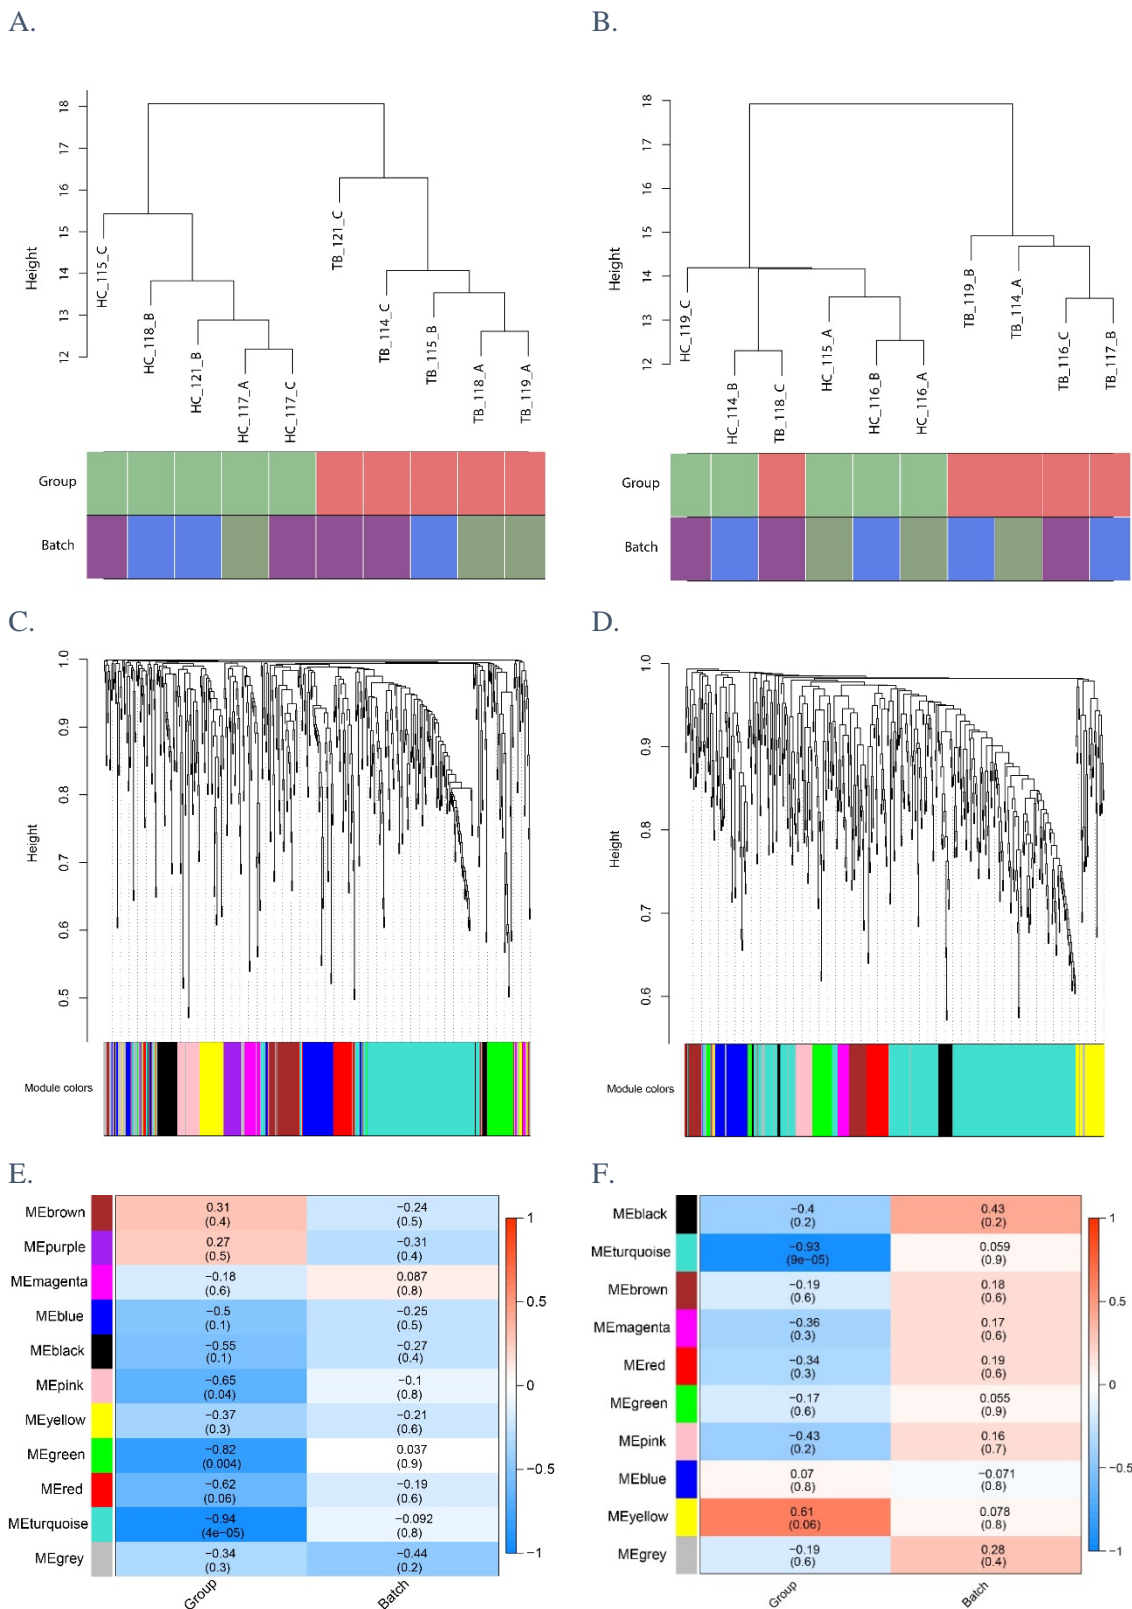 A.
18
17
16
15
14
13
12
Height
HC_115_C
HC_118_B
HC_121_B
HC_117_A
HC_117_C
TB_121_C
TB_114_C
TB_115_B
TB_118_A
TB_119_A
Group
Batch
B.
18
17
16
15
14
13
12
Height
HC_119_C
HC_114_B
TB_118_C
HC_115_A
HC_116_B
HC_116_A
TB_119_B
TB_114_A
TB_116_C
TB_117_B
Group
Batch
C.
1.0
0.9
0.8
0.7
0.6
0.5
Height
Module colors
D.
1.0
0.9
0.8
0.7
0.6
Height
Module colors
E.
MEbrown 0.31 −0.24
(0.4) (0.5)
MEpurple 0.27 −0.31
(0.5) (0.4)
MEmagenta −0.18 0.087
(0.6) (0.8)
MEblue −0.5 −0.25
(0.1) (0.5)
MEblack −0.55 −0.27
(0.1) (0.4)
MEpink −0.65 −0.1
(0.04) (0.8)
MEyellow −0.37 −0.21
(0.3) (0.6)
MEgreen −0.82 0.037
(0.004) (0.9)
MEred −0.62 −0.19
(0.06) (0.6)
MEturquoise −0.94 −0.092
(4e−05) (0.8)
MEgrey −0.34 −0.44
(0.3) (0.2)
Group Batch
1
0.5
0
−0.5
−1
F.
MEblack −0.4 0.43
(0.2) (0.2)
MEturquoise −0.93 0.059
(9e−05) (0.9)
MEbrown −0.19 0.18
(0.6) (0.6)
MEmagenta −0.36 0.17
(0.3) (0.6)
MEred −0.34 0.19
(0.3) (0.6)
MEgreen −0.17 0.055
(0.6) (0.9)
MEpink −0.43 0.16
(0.2) (0.7)
MEblue 0.07 −0.071
(0.8) (0.8)
MEyellow 0.61 0.078
(0.06) (0.8)
MEgrey −0.19 0.28
(0.6) (0.4)
Group Batch
1
0.5
0
−0.5
−1